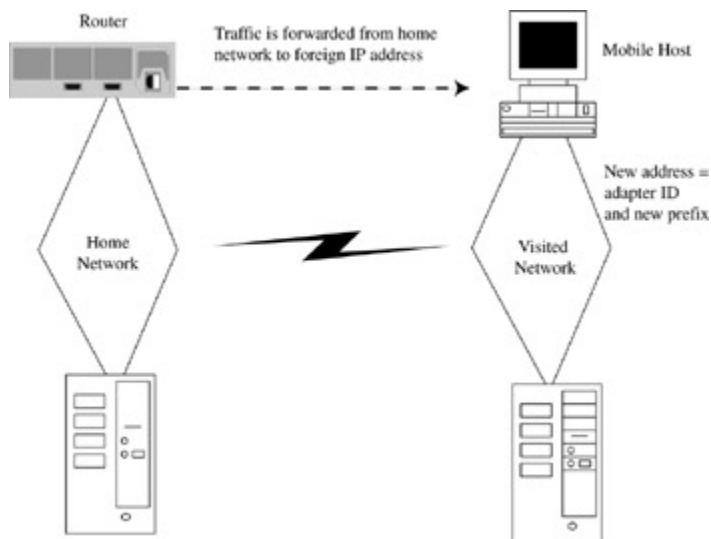 Router
Traffic is forwarded from home
network to foreign IP address
Mobile Host
New address =
adapter ID
and new prefix
Home
Network
Visited
Network